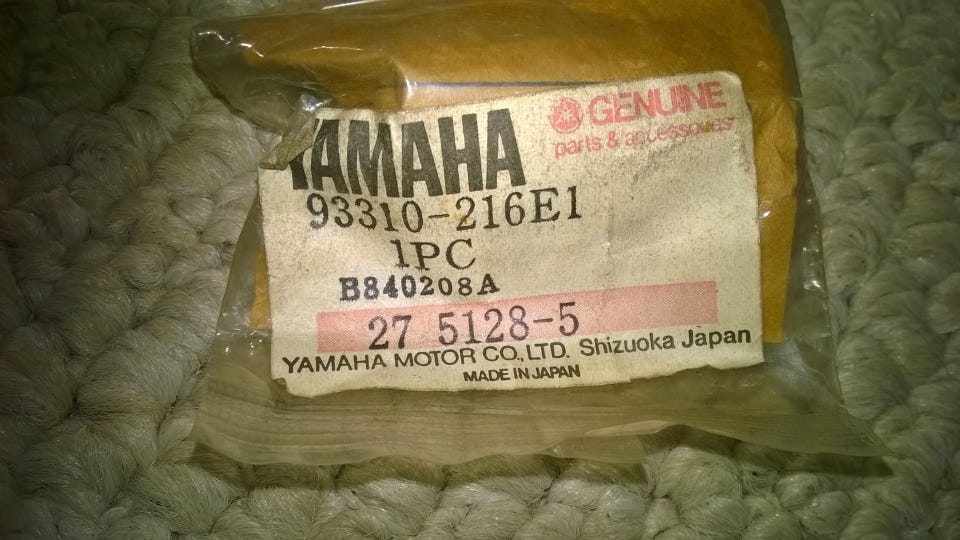 GENUINE
parts & accessories
YAMAHA
93310-216E1
1PC
B840208A
27 5128-5
YAMAHA MOTOR CO., LTD. Shizuoka Japan
MADE IN JAPAN